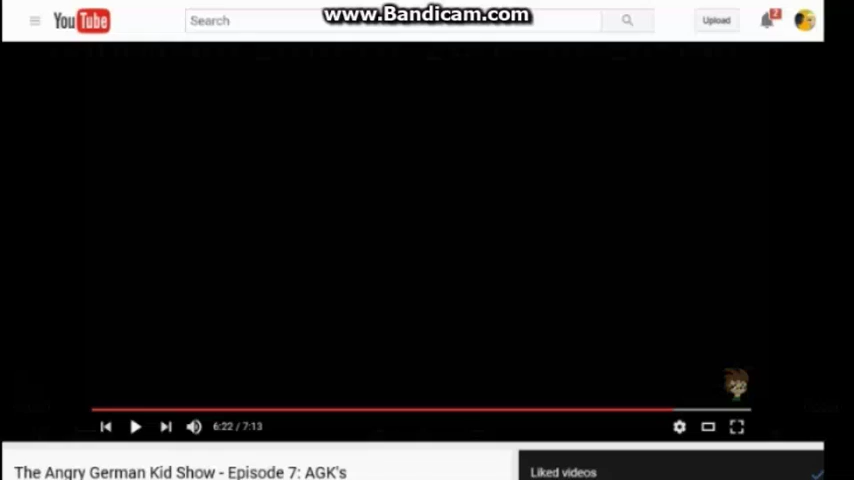 www.Bandicam.com
YouTube
Search
Upload
2
6:22 / 7:13
The Angry German Kid Show - Episode 7: AGK's
Liked videos